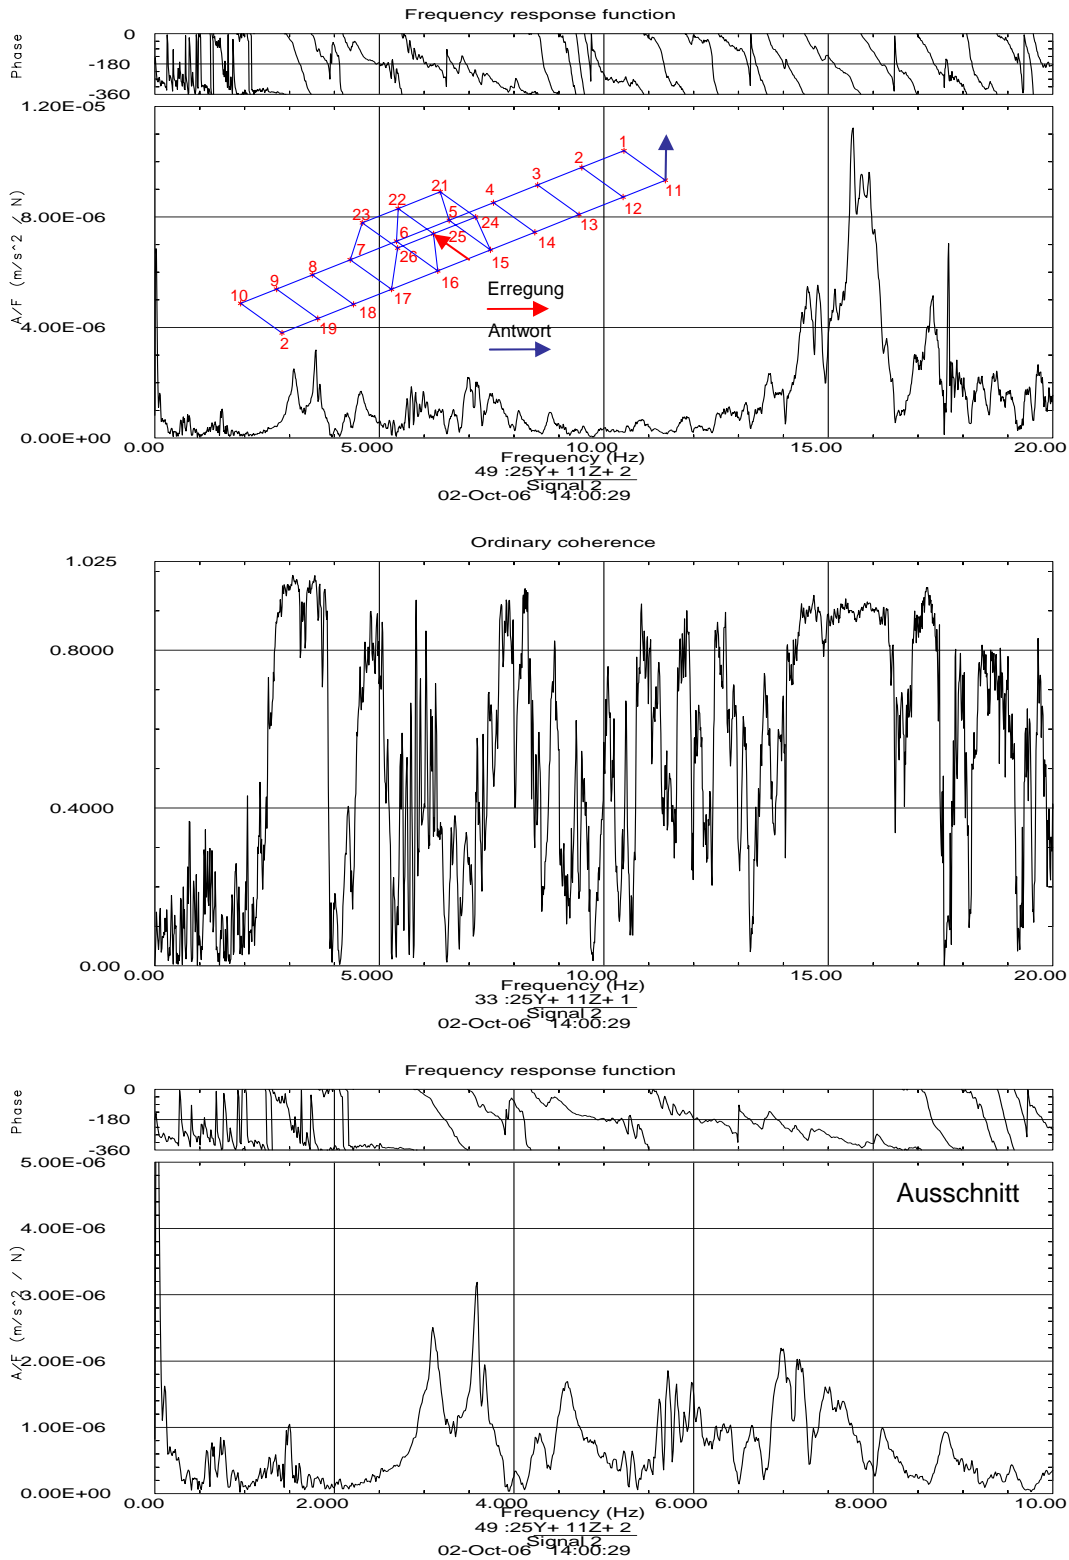 Frequency response function
Phase
0
-180
-360
A/F (m/s^2 / N)
1.20E-05
8.00E-06
4.00E-06
0.00E+00
1
2
3
4
5
6
7
8
9
10
11
12
13
14
15
16
17
18
19
2
21
22
23
24
25
26
Erregung
Antwort
0.00 5.000 10.00 15.00 20.00
Frequency (Hz)
49 :25Y+ 11Z+ 2
Signal 2
02-Oct-06 14:00:29
Ordinary coherence
1.025
0.8000
0.4000
0.00
0.00 5.000 10.00 15.00 20.00
Frequency (Hz)
33 :25Y+ 11Z+ 1
Signal 2
02-Oct-06 14:00:29
Frequency response function
Phase
0
-180
-360
A/F (m/s^2 / N)
5.00E-06
4.00E-06
3.00E-06
2.00E-06
1.00E-06
0.00E+00
Ausschnitt
0.00 2.000 4.000 6.000 8.000 10.00
Frequency (Hz)
49 :25Y+ 11Z+ 2
Signal 2
02-Oct-06 14:00:29